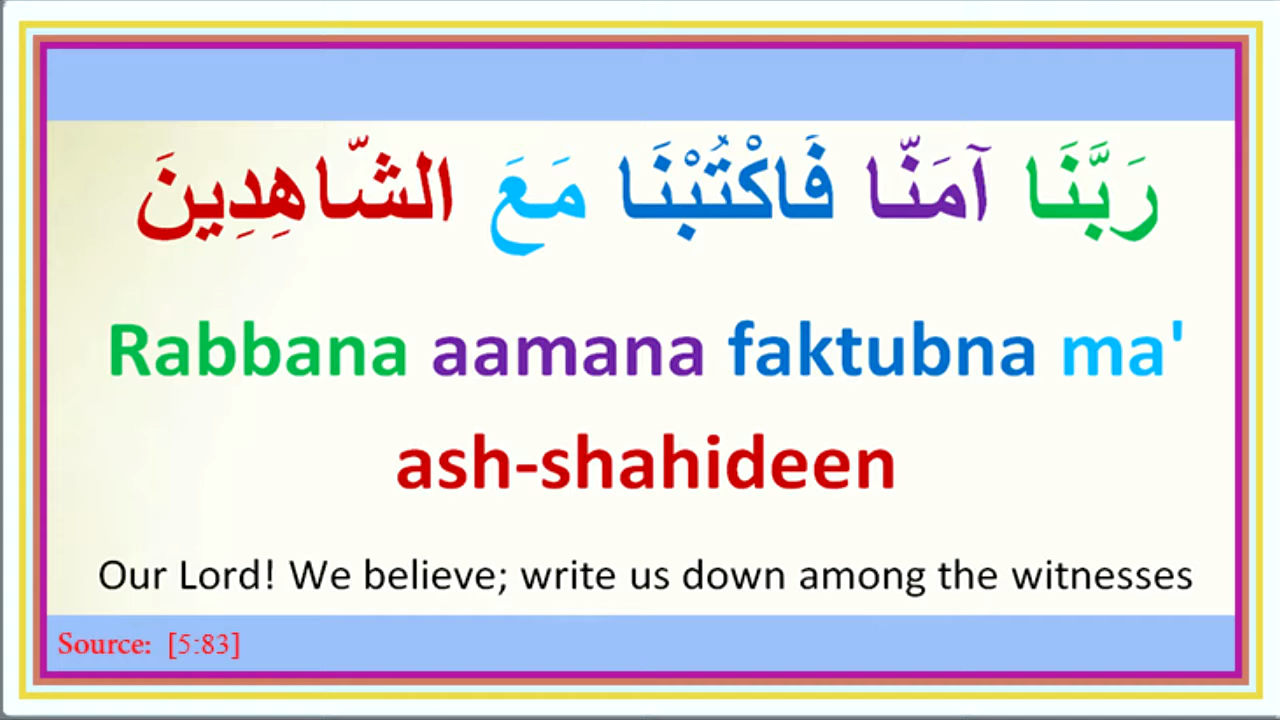 رَبَّنَا آمَنّا فَاكْتُبْنَا مَعَ الشّاهِدِينَ
Rabbana aamana faktubna ma'
ash-shahideen
Our Lord! We believe; write us down among the witnesses
Source: [5:83]